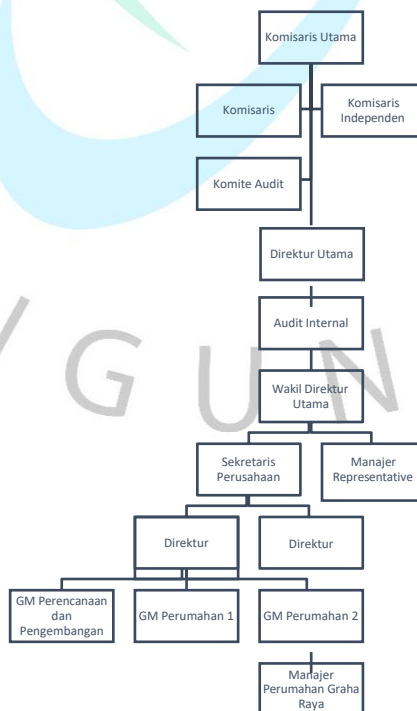 Komisaris Utama
Komisaris
Komisaris
Independen
Komite Audit
Direktur Utama
Audit Internal
Wakil Direktur
Utama
Sekretaris
Perusahaan
Manajer
Representative
Direktur
Direktur
GM Perencanaan
dan
Pengembangan
GM Perumahan 1
GM Perumahan 2
Manajer
Perumahan Graha
Raya
G U N